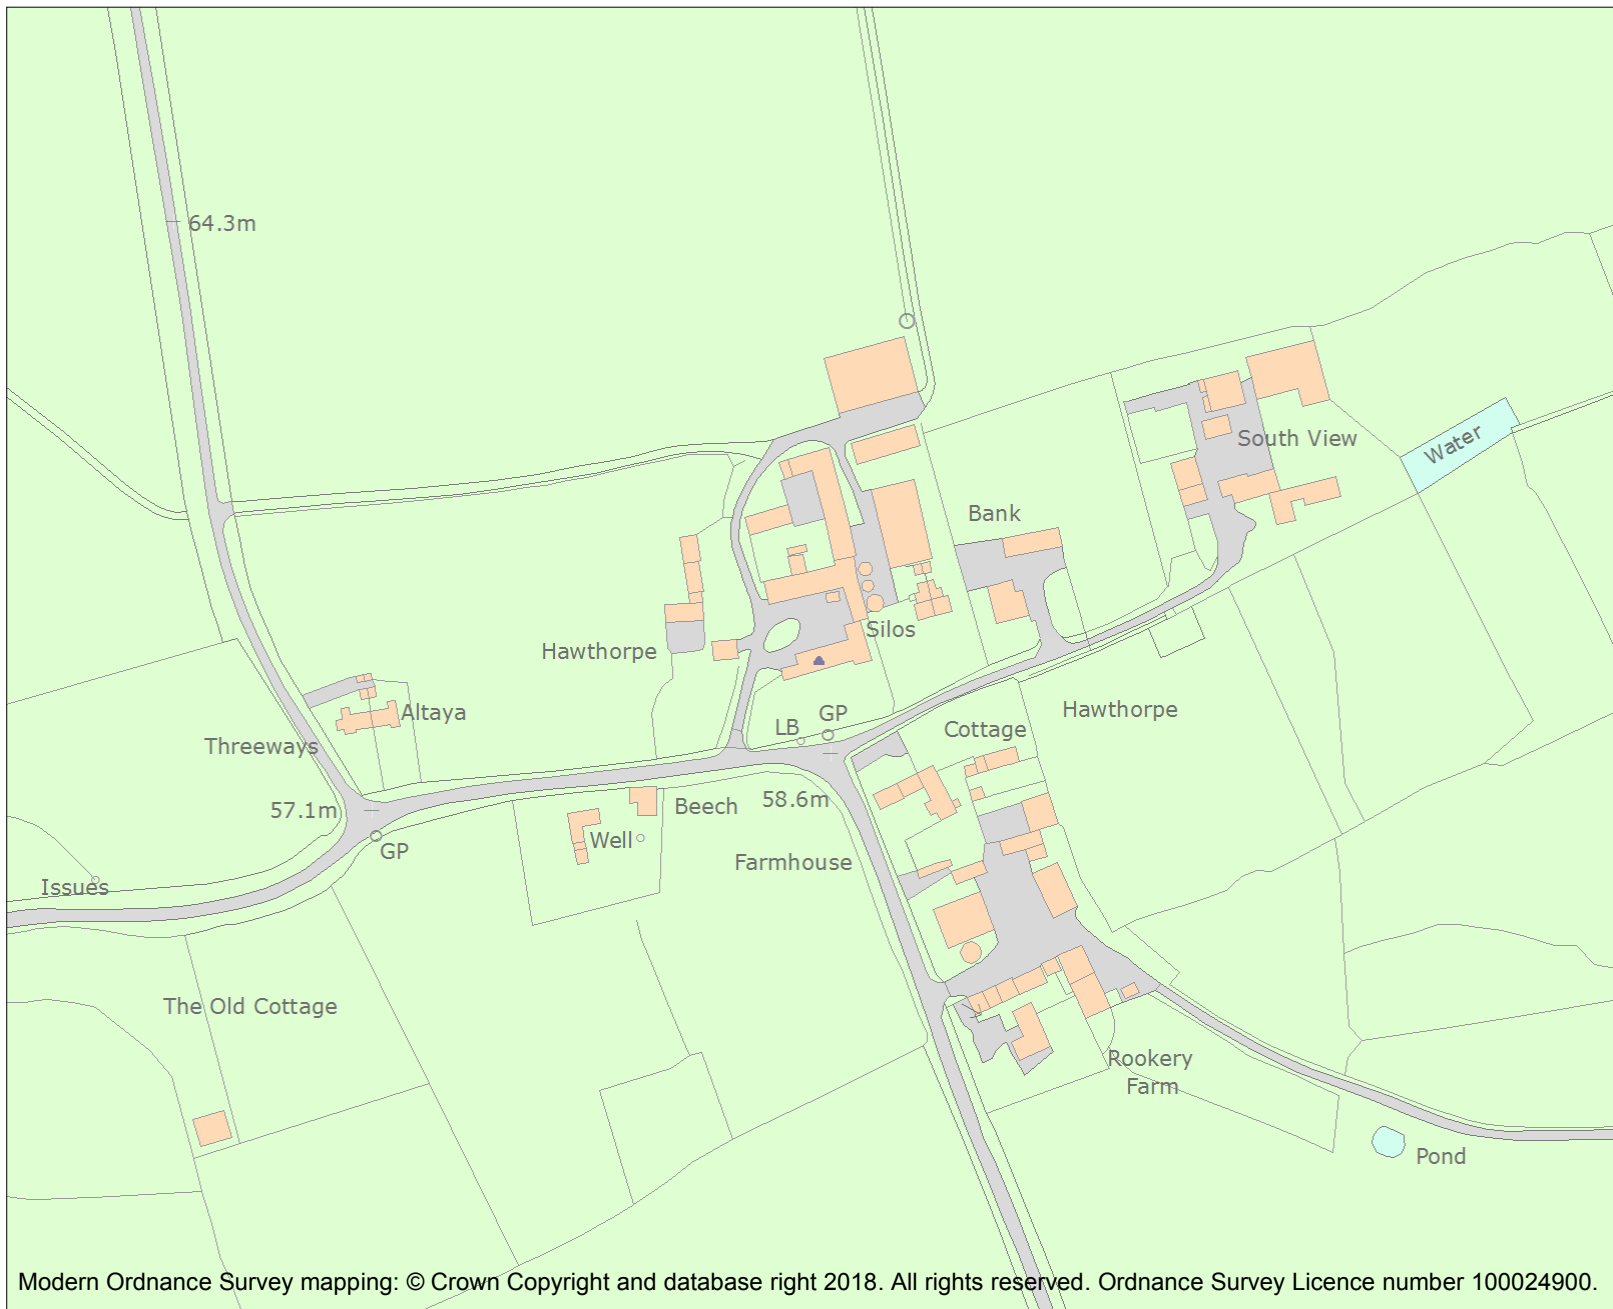 64.3m
South View
Water
Bank
Silos
Hawthorpe
Altaya
Threeways
Hawthorpe
LB
GP
Cottage
57.1m
58.6m
Beech
Well
GP
Farmhouse
Issues
The Old Cottage
Rookery
Farm
Pond
Modern Ordnance Survey mapping: © Crown Copyright and database right 2018. All rights reserved. Ordnance Survey Licence number 100024900.